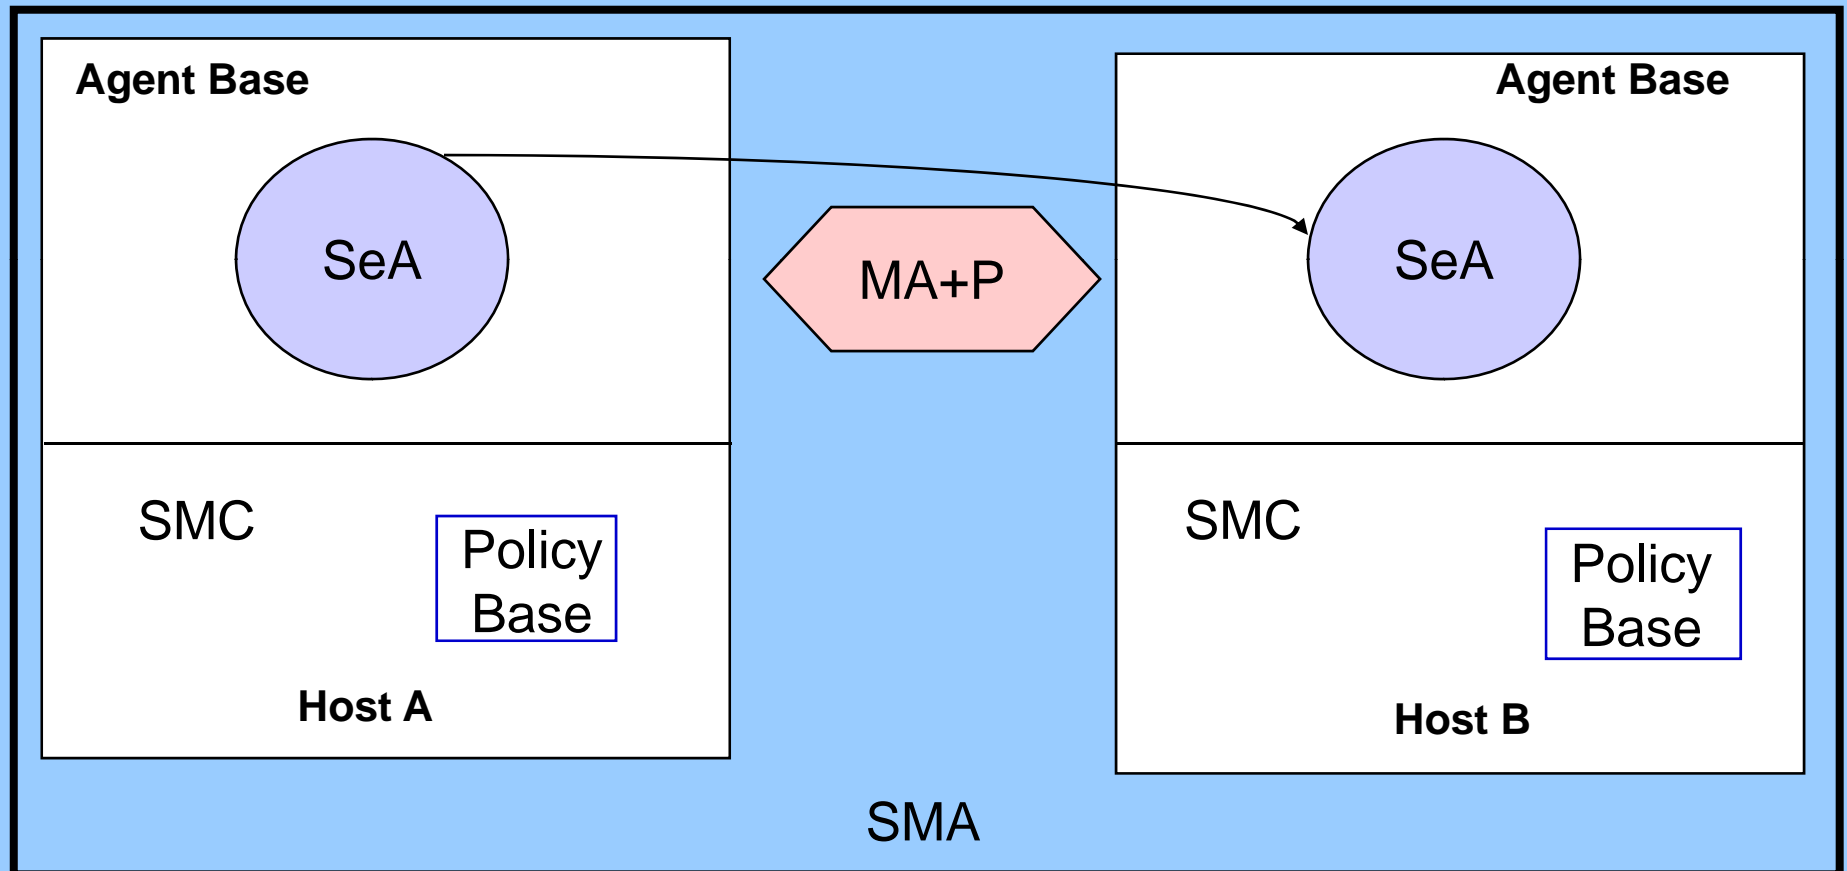 Agent Base
SeA
SMC
Policy
Base
Host A
MA+P
Agent Base
SeA
SMC
Policy
Base
Host B
SMA